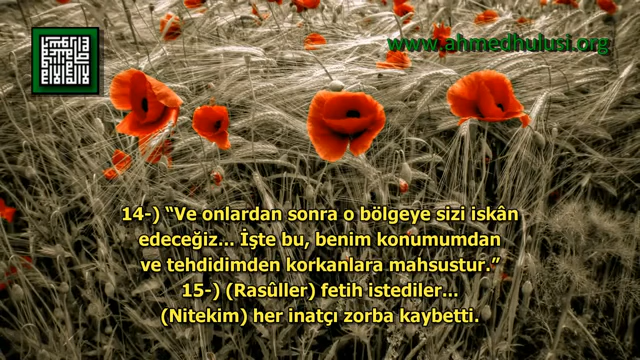 www.ahmedhulusi.org
14-) “Ve onlardan sonra o bölgeye sizi iskân
edeceğiz... İşte bu, benim konumumdan
ve tehdidimden korkanlara mahsustur.”
15-) (Rasûller) fetih istediler...
(Nitekim) her inatçı zorba kaybetti.